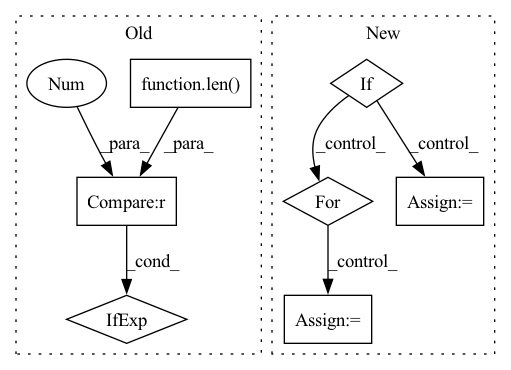 Old
New
Num
function.len()
If
_para_
_para_
_control_
_control_
Compare:r
For
Assign:=
_cond_
_control_
IfExp
Assign:=